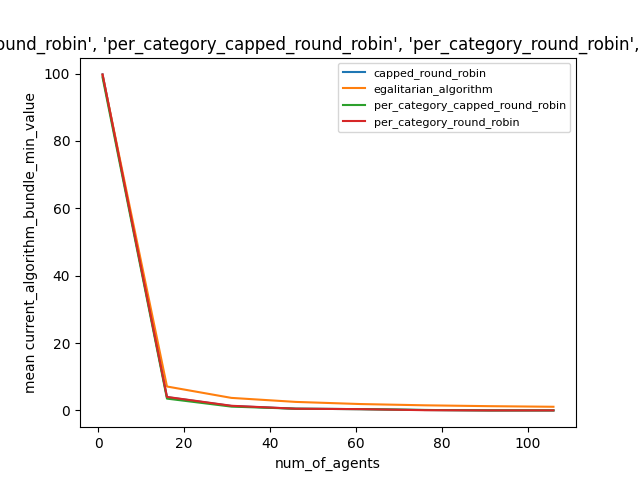 ound_robin', 'per_category_capped_round_robin', 'per_category_round_robin',
capped_round_robin
egalitarian_algorithm
per_category_capped_round_robin
per_category_round_robin
mean current_algorithm_bundle_min_value
100
80
60
40
20
0
0
20
40
60
80
100
num_of_agents